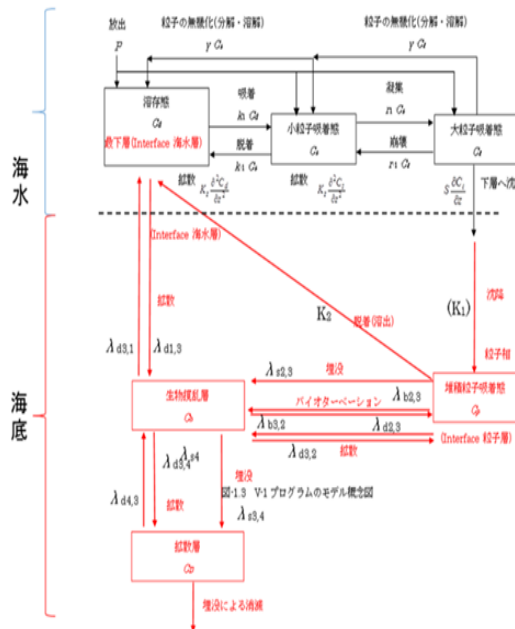 放出
P
粒子の無機化(分解・溶解)
γ Cs
粒子の無機化(分解・溶解)
γ Cs
溶存態
Cd
最下層(Interface 海水層)
吸着
k1 Cd
脱着
k-1 Cs
小粒子吸着態
Cs
凝集
r1 Cs
崩壊
r-1 Cl
大粒子吸着態
拡散
拡散
下層へ沈
海水
(Interface 海水層)
拡散
λd3,1
λd1,3
K2
脱着(溶出)
(K1)
沈降
粒子相
海底
生物撹乱層
λs2,3
埋没
λb2,3
バイオターベーション
λb3,2
λd2,3
λd3,2
拡散
堆積粒子吸着態
Cp
(Interface 粒子層)
λd3,4
λs4
λd4,3
拡散
埋没
図-1.3 V-1 プログラムのモデル概念図
λs3,4
拡散層
埋没による消滅